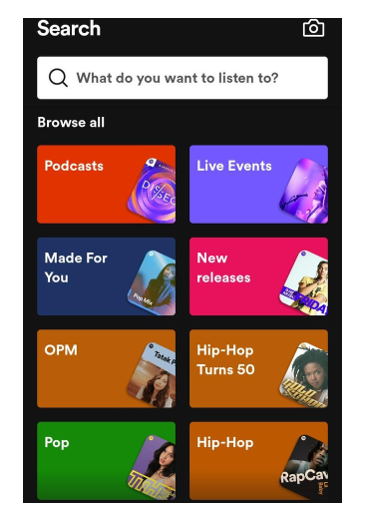 Search
What do you want to listen to?
Browse all
Podcasts
Live Events
Made For
You
Pop Mix
New
releases
OPM
Tatak P
Hip-Hop
Turns 50
Pop
Hip-Hop
RapCav